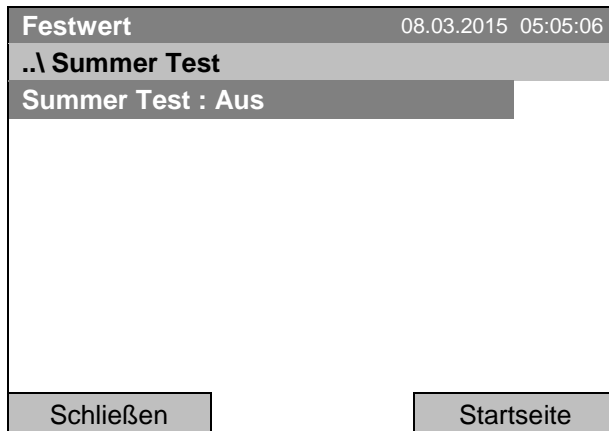 Festwert 08.03.2015 05:05:06
..\ Summer Test
Summer Test : Aus
Schließen Startseite